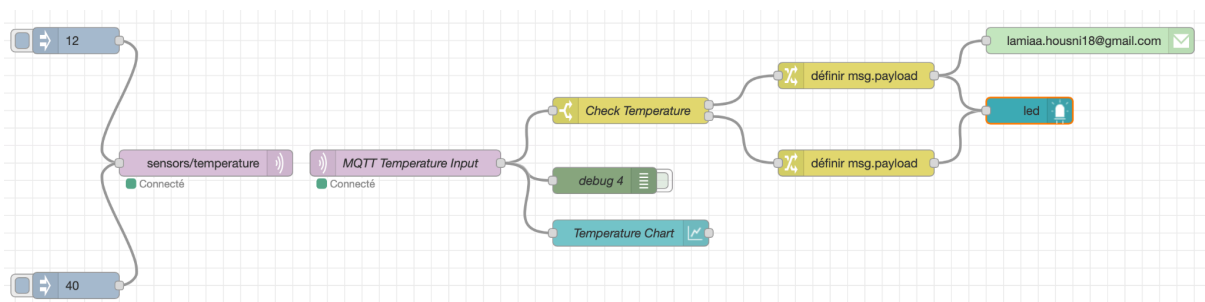 12
lamiaa.housni18@gmail.com
définir msg.payload
Check Temperature
led
sensors/temperature
MQTT Temperature Input
définir msg.payload
Connecté
Connecté
debug 4
Temperature Chart
40